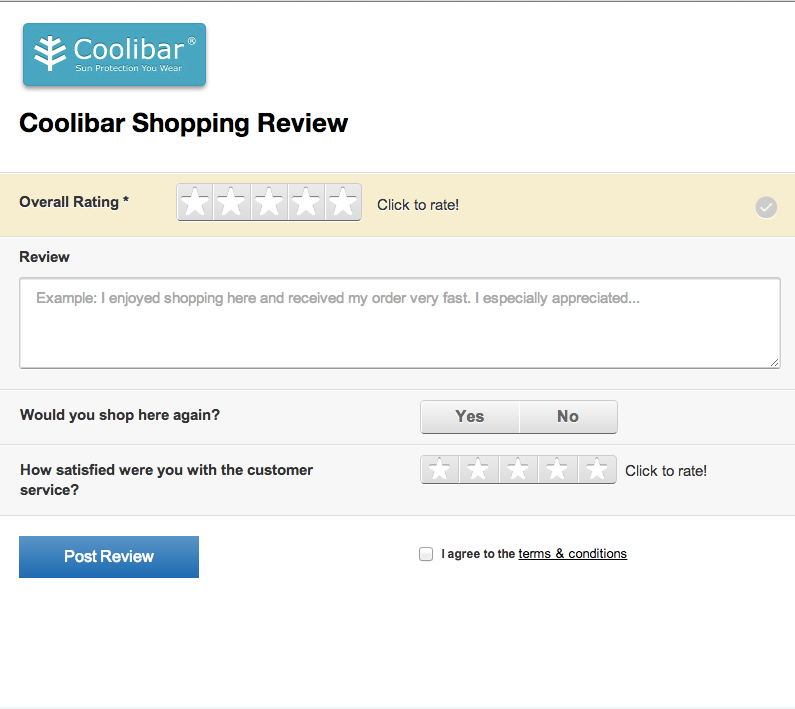 Coolibar®
Sun Protection You Wear
Coolibar Shopping Review
Overall Rating *
Click to rate!
Review
Example: I enjoyed shopping here and received my order very fast. I especially appreciated...
Would you shop here again?
Yes
No
How satisfied were you with the customer
service?
Click to rate!
Post Review
I agree to the terms & conditions